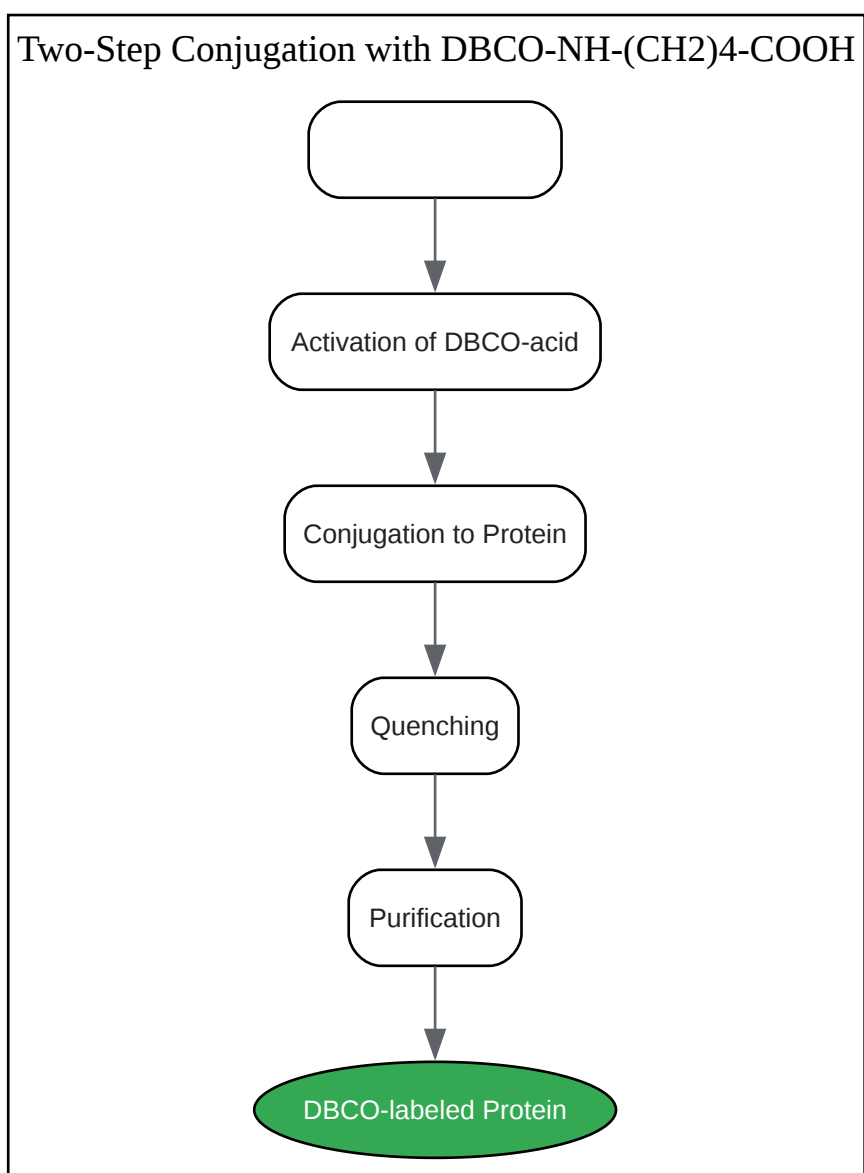 Two-Step Conjugation with DBCO-NH-(CH2)4-COOH
Activation of DBCO-acid
Conjugation to Protein
Quenching
Purification
DBCO-labeled Protein